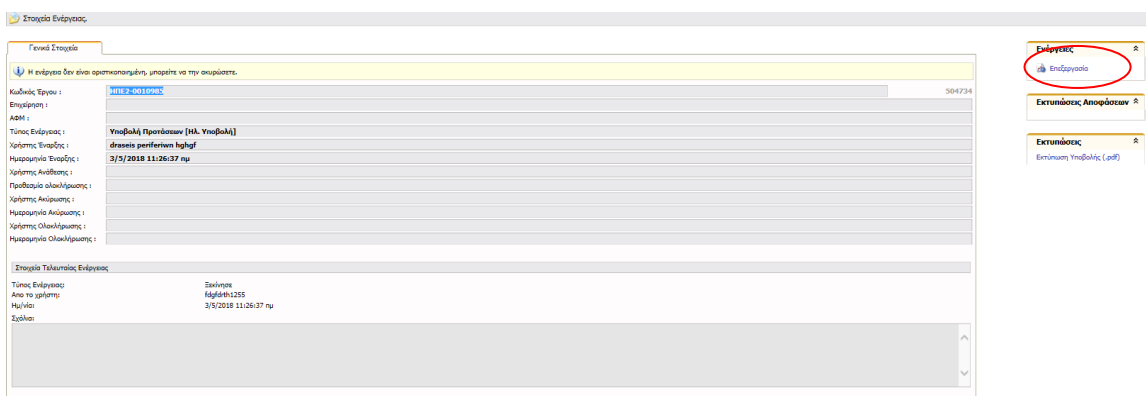 Στοιχεία Ενέργειας.
Γενικά Στοιχεία
Η ενέργεια δεν είναι οριστικοποιημένη, μπορείτε να την ακυρώσετε.
Κωδικός Έργου : ΗΠΕ2-0010985 504734
Επιχείρηση :
ΑΦΜ :
Τύπος Ενέργειας : Υποβολή Προτάσεων [Ηλ. Υποβολή]
Χρήστης Έναρξης : draseis periferiwn hghgf
Ημερομηνία Έναρξης : 3/5/2018 11:26:37 πμ
Χρήστης Ανάθεσης :
Προθεσμία ολοκλήρωσης :
Χρήστης Ακύρωσης :
Ημερομηνία Ακύρωσης :
Χρήστης Ολοκλήρωσης :
Ημερομηνία Ολοκλήρωσης :
Στοιχεία Τελευταίας Ενέργειας
Τύπος Ενέργειας: Ξεκίνησε
Απο το χρήστη: fdgfdrth1255
Ημ/νία: 3/5/2018 11:26:37 πμ
Σχόλια:
Ενέργειες
Επεξεργασία
Εκτυπώσεις Αποφάσεων
Εκτυπώσεις
Εκτύπωση Υποβολής (.pdf)